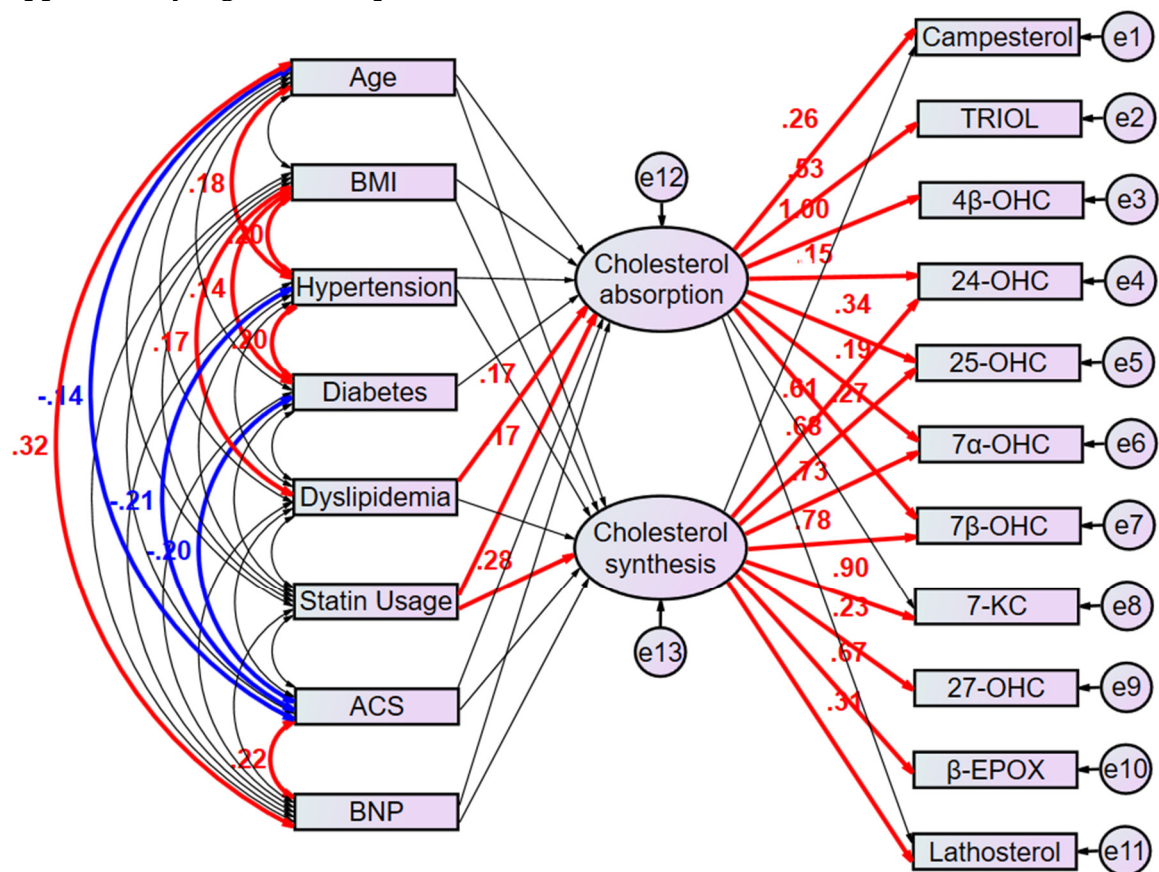 Age
BMI
Hypertension
Diabetes
Dyslipidemia
Statin Usage
ACS
BNP
.18
.20
.14
.17
.20
-.14
.32
-.21
-.20
.22
.17
.17
.28
e12
Cholesterol
absorption
Cholesterol
synthesis
e13
.26
.53
1.00
.15
.34
.19
.61
.27
.68
.73
.78
.90
.23
.67
.31
Campesterol
e1
TRIOL
e2
4β-OHC
e3
24-OHC
e4
25-OHC
e5
7α-OHC
e6
7β-OHC
e7
7-KC
e8
27-OHC
e9
β-EPOX
e10
Lathosterol
e11